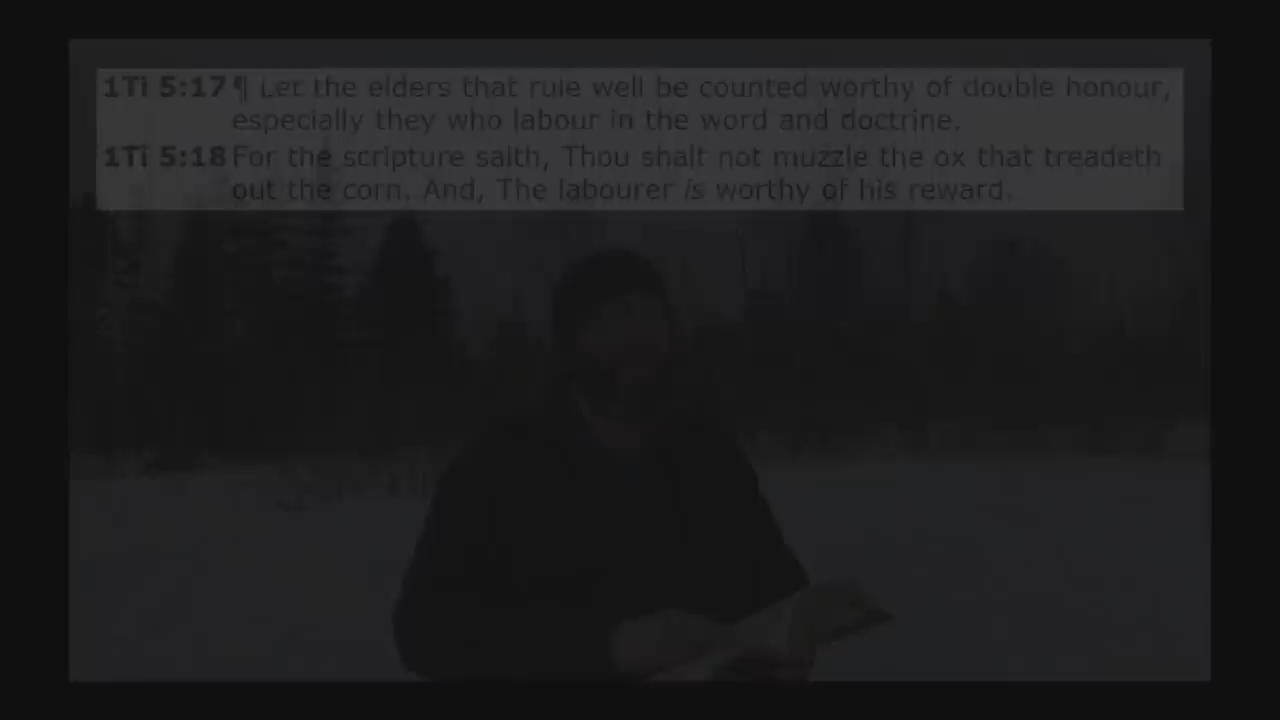 1Ti 5:17 ¶ Let the elders that rule well be counted worthy of double honour,
especially they who labour in the word and doctrine.
1Ti 5:18 For the scripture saith, Thou shalt not muzzle the ox that treadeth
out the corn. And, The labourer is worthy of his reward.